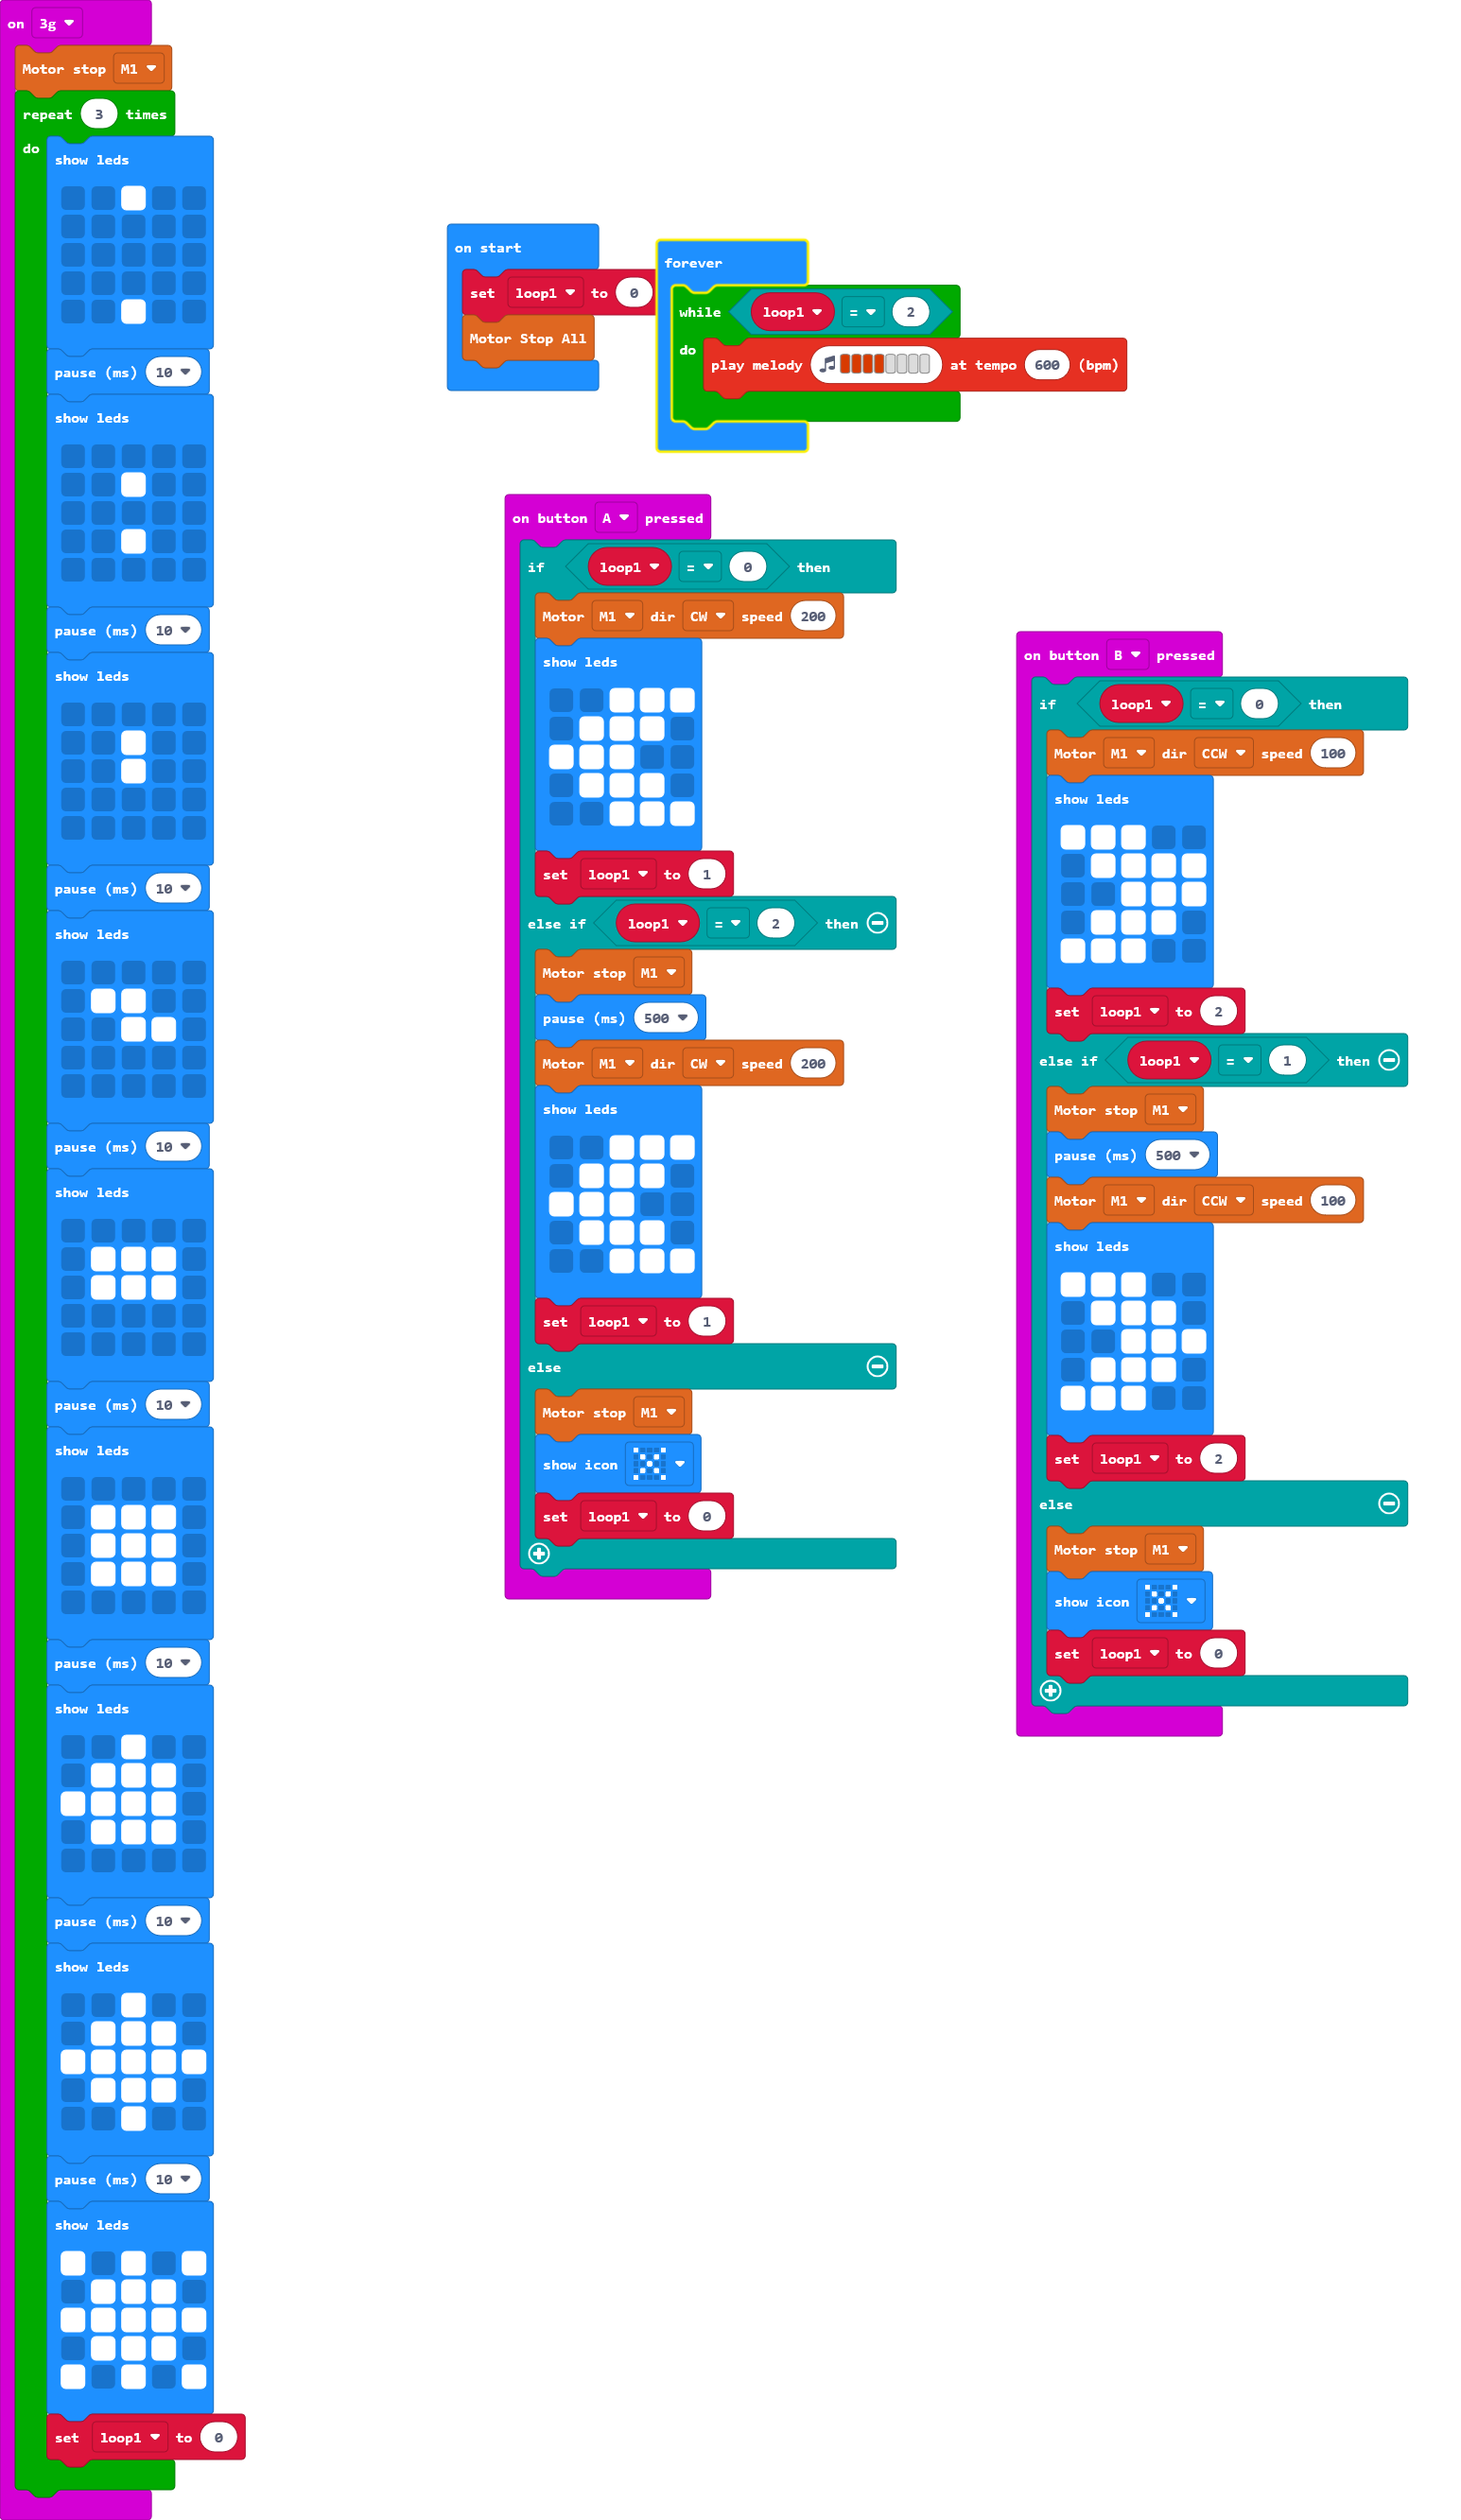 on 3g
Motor stop M1
repeat 3 times
do
show leds
pause (ms) 10
show leds
pause (ms) 10
show leds
pause (ms) 10
show leds
pause (ms) 10
show leds
pause (ms) 10
show leds
pause (ms) 10
show leds
pause (ms) 10
show leds
pause (ms) 10
show leds
set loop1 to 0
on start
set loop1 to 0
Motor Stop All
forever
while loop1 = 2
do
play melody at tempo 600 (bpm)
on button A pressed
if loop1 = 0 then
Motor M1 dir CW speed 200
show leds
set loop1 to 1
else if loop1 = 2 then
Motor stop M1
pause (ms) 500
Motor M1 dir CW speed 200
show leds
set loop1 to 1
else
Motor stop M1
show icon
set loop1 to 0
on button B pressed
if loop1 = 0 then
Motor M1 dir CCW speed 100
show leds
set loop1 to 2
else if loop1 = 1 then
Motor stop M1
pause (ms) 500
Motor M1 dir CCW speed 100
show leds
set loop1 to 2
else
Motor stop M1
show icon
set loop1 to 0